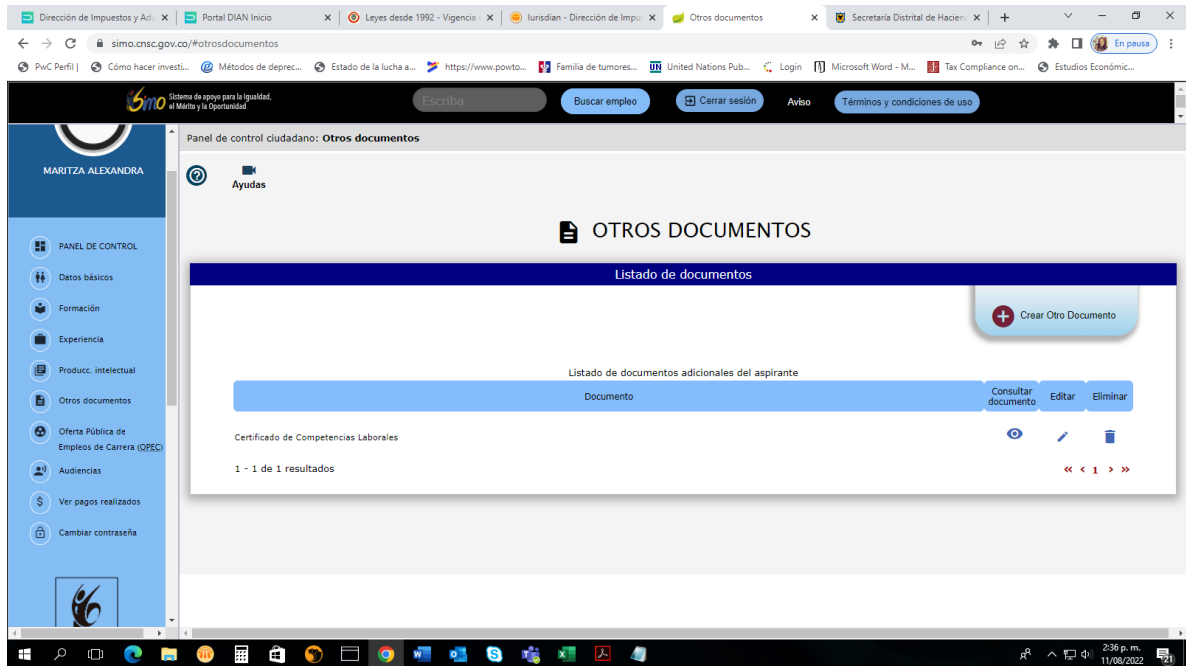 Dirección de Impuestos y Adu
Portal DIAN Inicio
Leyes desde 1992 - Vigencia
Iurisdian - Dirección de Impu
Otros documentos
Secretaría Distrital de Hacien
simo.cnsc.gov.co/#otrosdocumentos
En pausa
PwC Perfil |
Cómo hacer investi...
Métodos de deprec...
Estado de la lucha a...
https://www.powto...
Familia de tumores...
United Nations Pub...
Login
Microsoft Word - M...
Tax Compliance on...
Estudios Económic...
Simo
Sistema de apoyo para la Igualdad,
el Mérito y la Oportunidad
Escriba
Buscar empleo
Cerrar sesión
Aviso
Términos y condiciones de uso
MARITZA ALEXANDRA
PANEL DE CONTROL
Datos básicos
Formación
Experiencia
Producc. intelectual
Otros documentos
Oferta Pública de
Empleos de Carrera (OPEC)
Audiencias
Ver pagos realizados
Cambiar contraseña
Panel de control ciudadano: Otros documentos
Ayudas
OTROS DOCUMENTOS
Listado de documentos
Crear Otro Documento
Listado de documentos adicionales del aspirante
Documento
Consultar
documento
Editar
Eliminar
Certificado de Competencias Laborales
1 - 1 de 1 resultados
« ‹ 1 › »
2:36 p. m.
11/08/2022
21